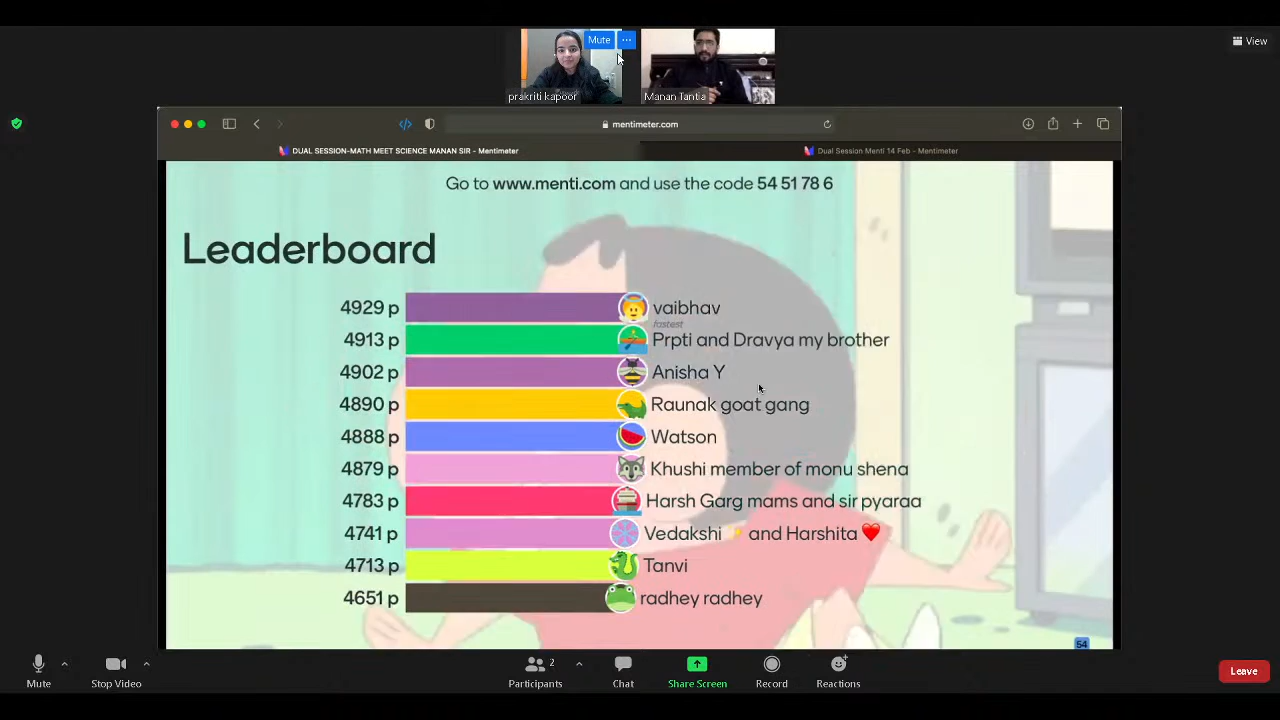 Mute
prakriti kapoor
Manan Tantia
View
mentimeter.com
DUAL SESSION-MATH MEET SCIENCE MANAN SIR - Mentimeter
Dual Session Menti 14 Feb - Mentimeter
Go to www.menti.com and use the code 54 51 78 6
Leaderboard
4929 p vaibhav
fastest
4913 p Prpti and Dravya my brother
4902 p Anisha Y
4890 p Raunak goat gang
4888 p Watson
4879 p Khushi member of monu shena
4783 p Harsh Garg mams and sir pyaraa
4741 p Vedakshi ✨ and Harshita ❤️
4713 p Tanvi
4651 p radhey radhey
54
Mute
Stop Video
Participants 2
Chat
Share Screen
Record
Reactions
Leave